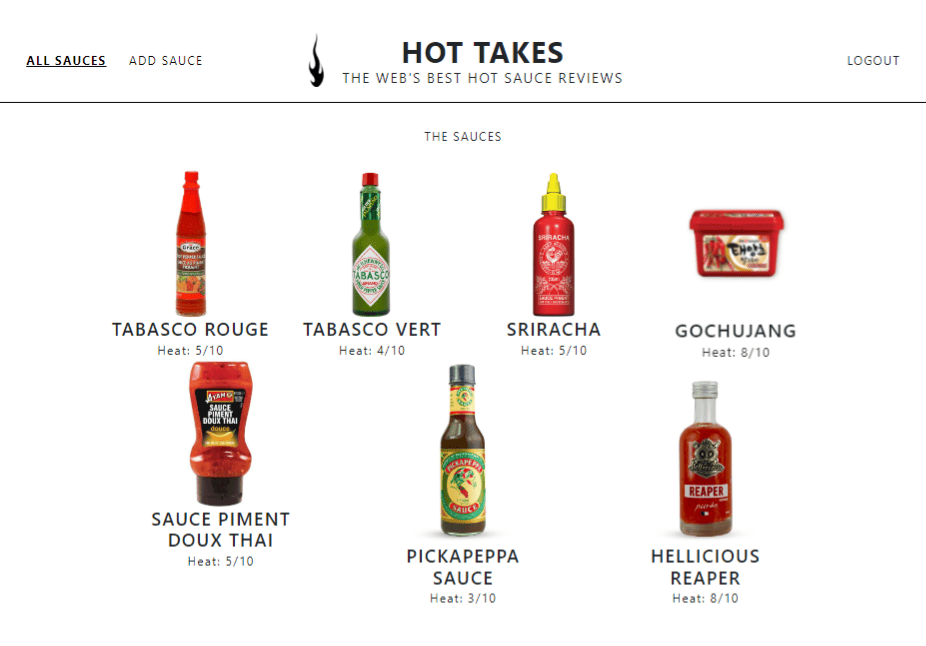 ALL SAUCES
ADD SAUCE
HOT TAKES
THE WEB'S BEST HOT SAUCE REVIEWS
LOGOUT
THE SAUCES
Grace
TABASCO
SRIRACHA
TABASCO ROUGE
Heat: 5/10
TABASCO VERT
Heat: 4/10
SRIRACHA
Heat: 5/10
GOCHUJANG
Heat: 8/10
AYAM
SAUCE
PIMENT
DOUX THAI
douce
SAUCE PIMENT
DOUX THAI
Heat: 5/10
PICKAPEPPA
SAUCE
PICKAPEPPA
SAUCE
Heat: 3/10
REAPER
HELLICIOUS
REAPER
Heat: 8/10